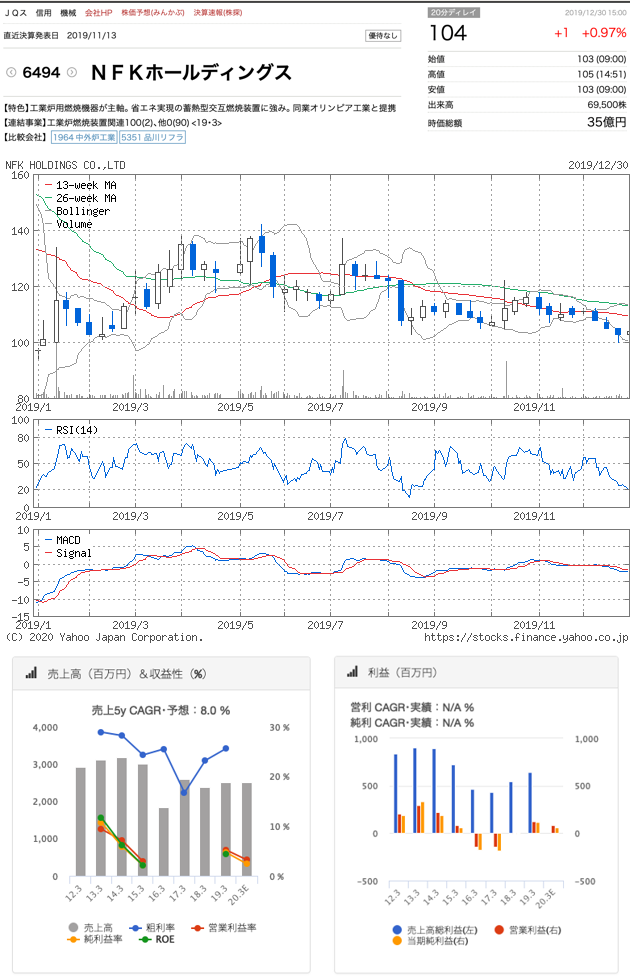 ＪＱス 信用 機械 会社HP 株価予想(みんかぶ) 決算速報(株探)
直近決算発表日 2019/11/13
優待なし
6494 ＮＦＫホールディングス
【特色】工業炉用燃焼機器が主軸。省エネ実現の蓄熱型交互燃焼装置に強み。同業オリンピア工業と提携
【連結事業】工業炉燃焼装置関連100(2)、他0(90) <19・3>
【比較会社】 1964 中外炉工業 5351 品川リフラ
20分ディレイ 2019/12/30 15:00
104 +1 +0.97%
始値 103 (09:00)
高値 105 (14:51)
安値 103 (09:00)
出来高 69,500株
時価総額 35億円
NFK HOLDINGS CO.,LTD 2019/12/30
160
140
120
100
80
13-week MA
26-week MA
Bollinger
Volume
2019/1 2019/3 2019/5 2019/7 2019/9 2019/11
100
80
50
20
0
RSI(14)
2019/1 2019/3 2019/5 2019/7 2019/9 2019/11
10
5
0
-5
-10
-15
MACD
Signal
2019/1 2019/3 2019/5 2019/7 2019/9 2019/11
(C) 2020 Yahoo Japan Corporation. https://stocks.finance.yahoo.co.jp
売上高（百万円）＆収益性（%）
売上5y CAGR・予想：8.0 %
4,000
3,000
2,000
1,000
0
30 %
20 %
10 %
0 %
12.3 13.3 14.3 15.3 16.3 17.3 18.3 19.3 20.3E
売上高 粗利率 営業利益率
純利益率 ROE
利益（百万円）
営利 CAGR・実績：N/A %
純利 CAGR・実績：N/A %
1,000
500
0
−500
1,000
500
0
−500
12.3 13.3 14.3 15.3 16.3 17.3 18.3 19.3 20.3E
売上高総利益(左) 営業利益(右)
当期純利益(右)